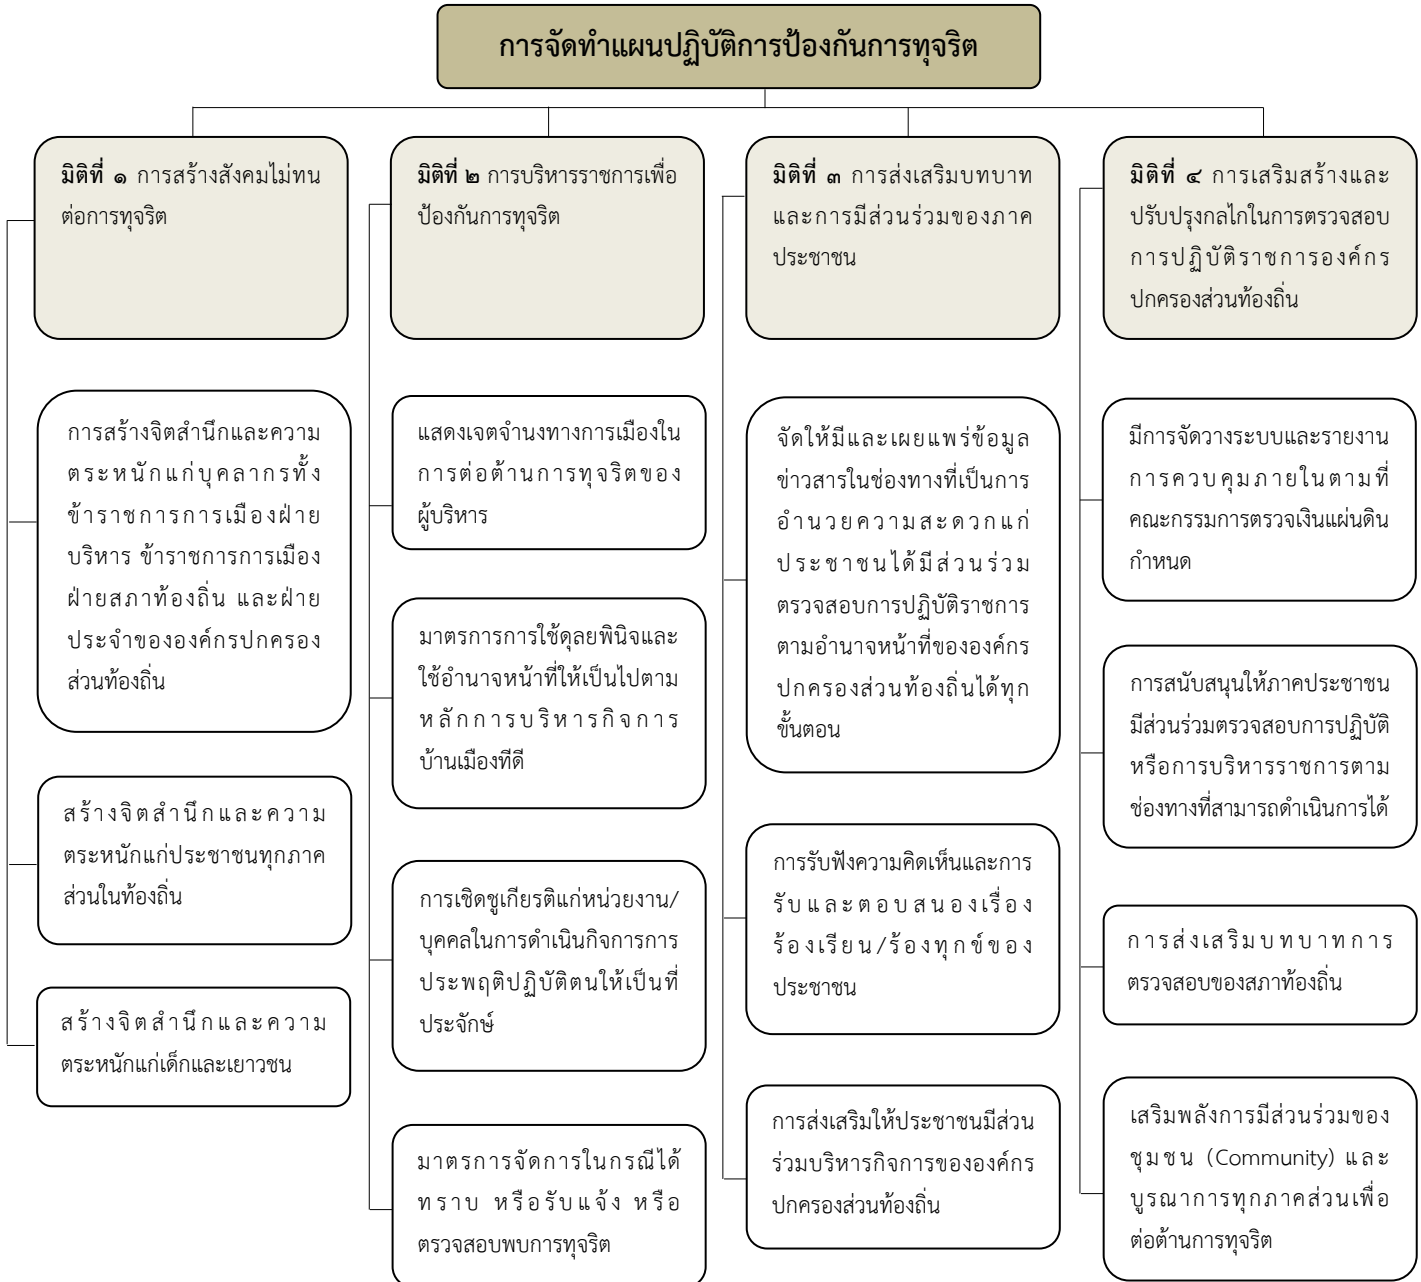 การจัดทำแผนปฏิบัติการป้องกันการทุจริต
มิติที่ ๑ การสร้างสังคมไม่ทน
ต่อการทุจริต
การสร้างจิตสำนึกและความ
ตระหนักแก่บุคลากรทั้ง
ข้าราชการการเมืองฝ่าย
บริหาร ข้าราชการการเมือง
ฝ่ายสภาท้องถิ่น และฝ่าย
ประจำขององค์กรปกครอง
ส่วนท้องถิ่น
สร้างจิตสำนึกและความ
ตระหนักแก่ประชาชนทุกภาค
ส่วนในท้องถิ่น
สร้างจิตสำนึกและความ
ตระหนักแก่เด็กและเยาวชน
มิติที่ ๒ การบริหารราชการเพื่อ
ป้องกันการทุจริต
แสดงเจตจำนงทางการเมืองใน
การต่อต้านการทุจริตของ
ผู้บริหาร
มาตรการการใช้ดุลยพินิจและ
ใช้อำนาจหน้าที่ให้เป็นไปตาม
หลักการบริหารกิจการ
บ้านเมืองทีดี
การเชิดชูเกียรติแก่หน่วยงาน/
บุคคลในการดำเนินกิจการการ
ประพฤติปฏิบัติตนให้เป็นที่
ประจักษ์
มาตรการจัดการในกรณีได้
ทราบ หรือรับแจ้ง หรือ
ตรวจสอบพบการทุจริต
มิติที่ ๓ การส่งเสริมบทบาท
และการมีส่วนร่วมของภาค
ประชาชน
จัดให้มีและเผยแพร่ข้อมูล
ข่าวสารในช่องทางที่เป็นการ
อำนวยความสะดวกแก่
ประชาชนได้มีส่วนร่วม
ตรวจสอบการปฏิบัติราชการ
ตามอำนาจหน้าที่ขององค์กร
ปกครองส่วนท้องถิ่นได้ทุก
ขั้นตอน
การรับฟังความคิดเห็นและการ
รับและตอบสนองเรื่อง
ร้องเรียน/ร้องทุกข์ของ
ประชาชน
การส่งเสริมให้ประชาชนมีส่วน
ร่วมบริหารกิจการขององค์กร
ปกครองส่วนท้องถิ่น
มิติที่ ๔ การเสริมสร้างและ
ปรับปรุงกลไกในการตรวจสอบ
การปฏิบัติราชการองค์กร
ปกครองส่วนท้องถิ่น
มีการจัดวางระบบและรายงาน
การควบคุมภายในตามที่
คณะกรรมการตรวจเงินแผ่นดิน
กำหนด
การสนับสนุนให้ภาคประชาชน
มีส่วนร่วมตรวจสอบการปฏิบัติ
หรือการบริหารราชการตาม
ช่องทางที่สามารถดำเนินการได้
การส่งเสริมบทบาทการ
ตรวจสอบของสภาท้องถิ่น
เสริมพลังการมีส่วนร่วมของ
ชุมชน (Community) และ
บูรณาการทุกภาคส่วนเพื่อ
ต่อต้านการทุจริต